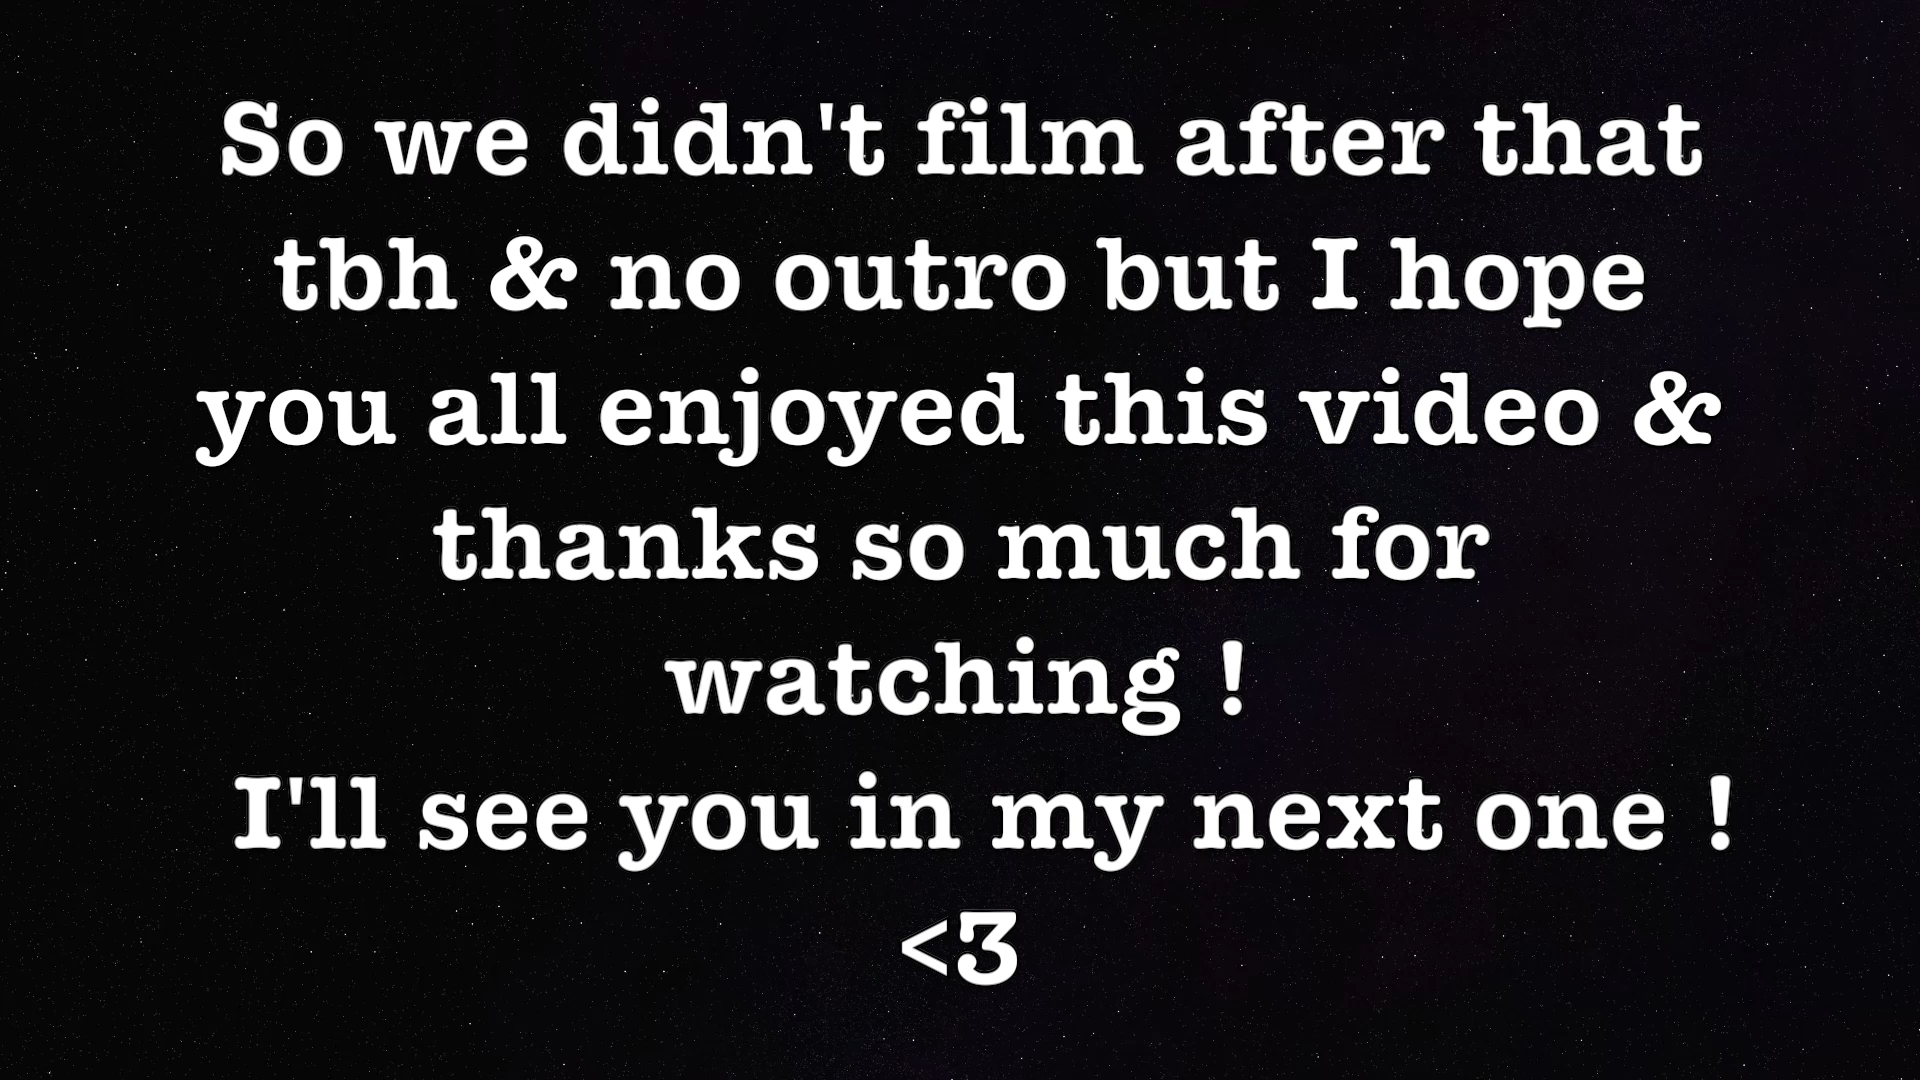 So we didn't film after that
tbh & no outro but I hope
you all enjoyed this video &
thanks so much for
watching !
I'll see you in my next one !
<3